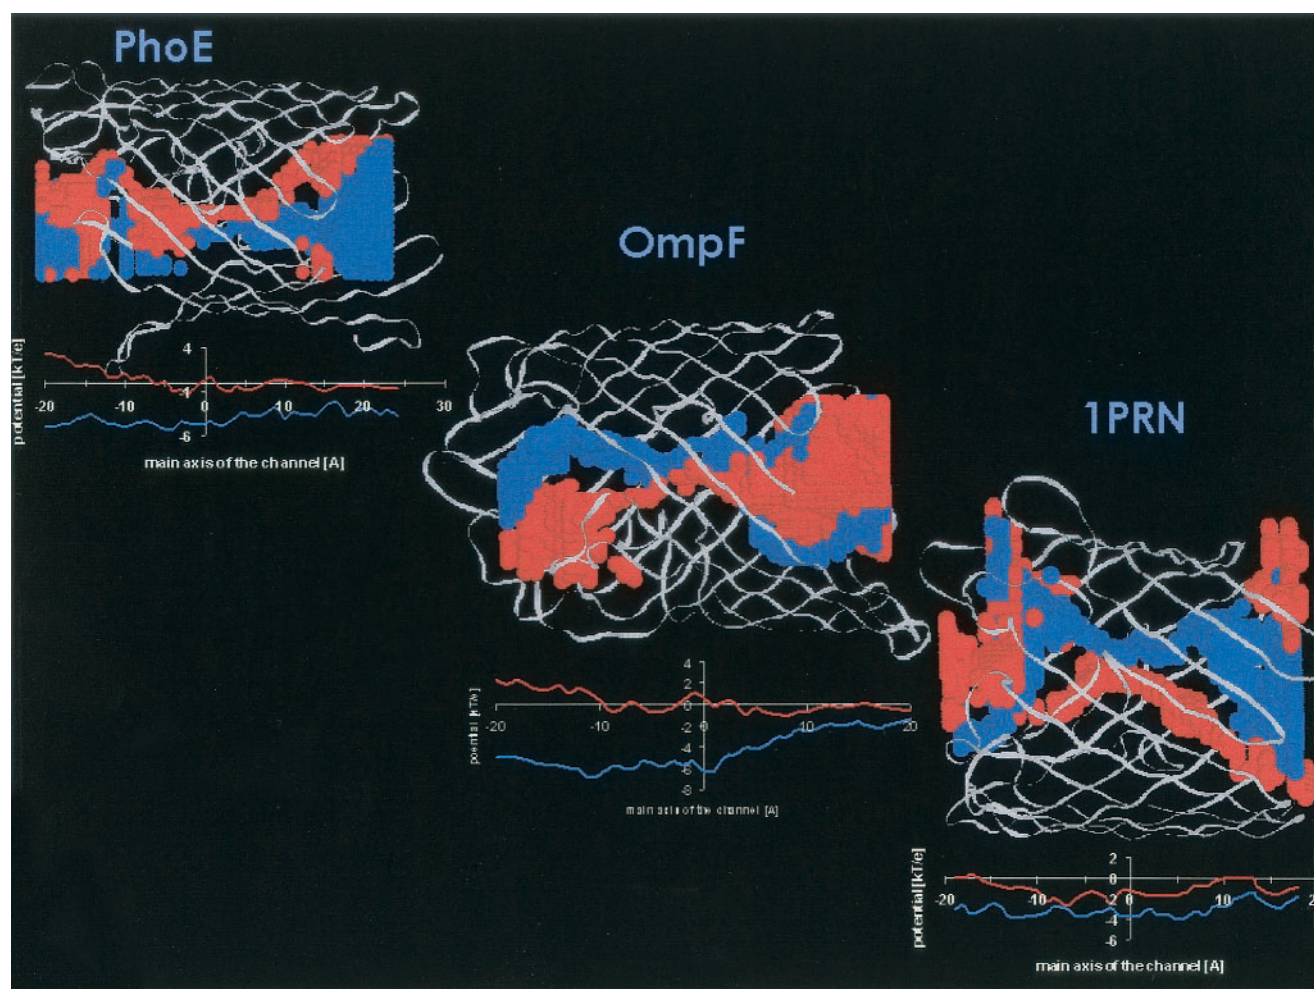 PhoE
OmpF
1PRN
potential [kT/e]
4
-1
-6
-20 -10 0 10 20 30
main axis of the channel [A]
potential [kT/e]
4
2
0
-2
-4
-6
-8
-20 -10 0 10 20
main axis of the channel [A]
potential [kT/e]
2
0
-2
-4
-6
-20 -10 0 10
main axis of the channel [A]